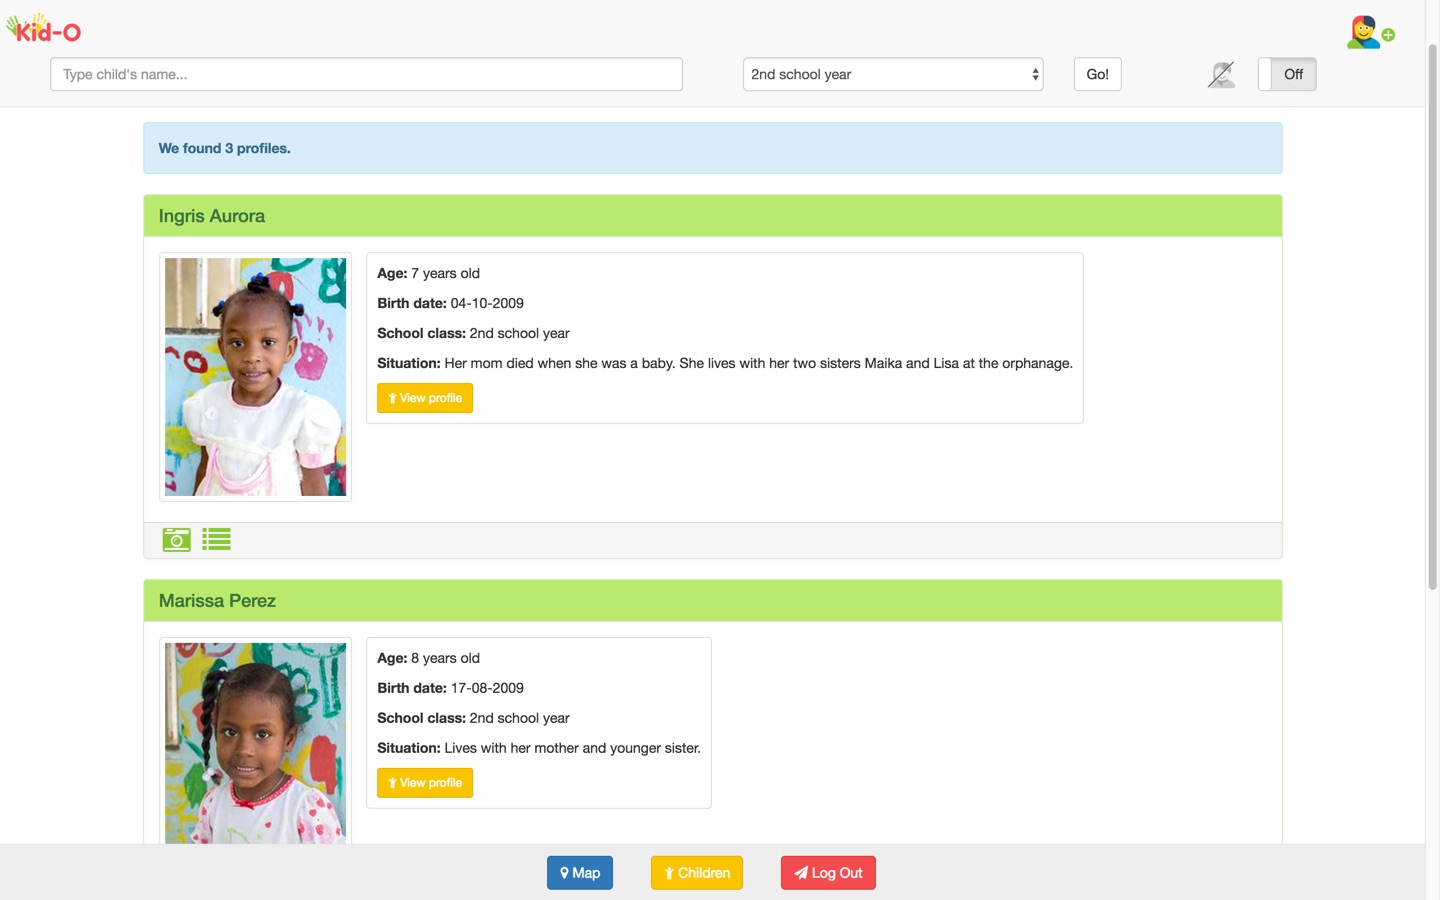 Kid-O
Type child's name...
2nd school year
Go!
Off
We found 3 profiles.
Ingris Aurora
Age: 7 years old
Birth date: 04-10-2009
School class: 2nd school year
Situation: Her mom died when she was a baby. She lives with her two sisters Maika and Lisa at the orphanage.
View profile
Marissa Perez
Age: 8 years old
Birth date: 17-08-2009
School class: 2nd school year
Situation: Lives with her mother and younger sister.
View profile
Map
Children
Log Out